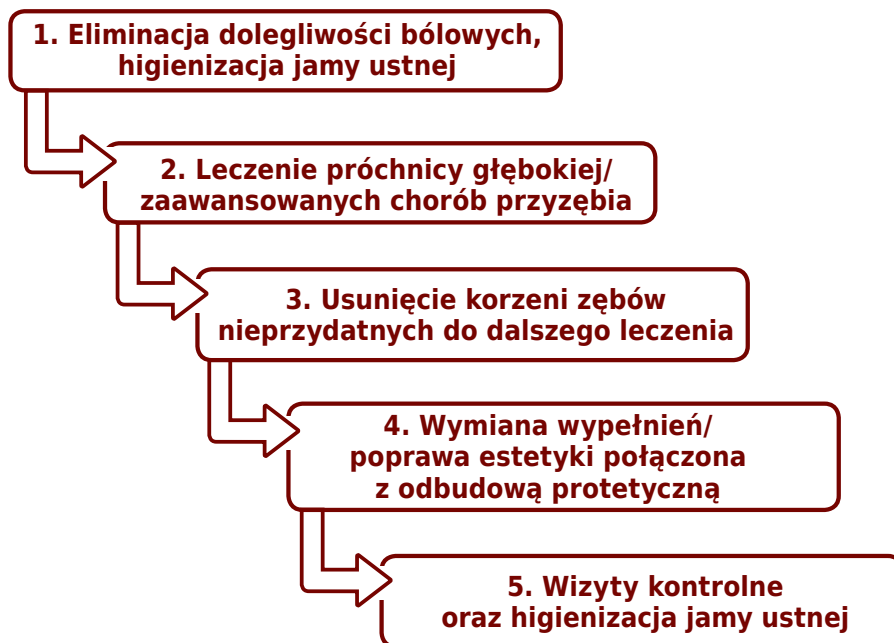 1. Eliminacja dolegliwości bólowych,
higienizacja jamy ustnej
2. Leczenie próchnicy głębokiej/
zaawansowanych chorób przyzębia
3. Usunięcie korzeni zębów
nieprzydatnych do dalszego leczenia
4. Wymiana wypełnień/
poprawa estetyki połączona
z odbudową protetyczną
5. Wizyty kontrolne
oraz higienizacja jamy ustnej